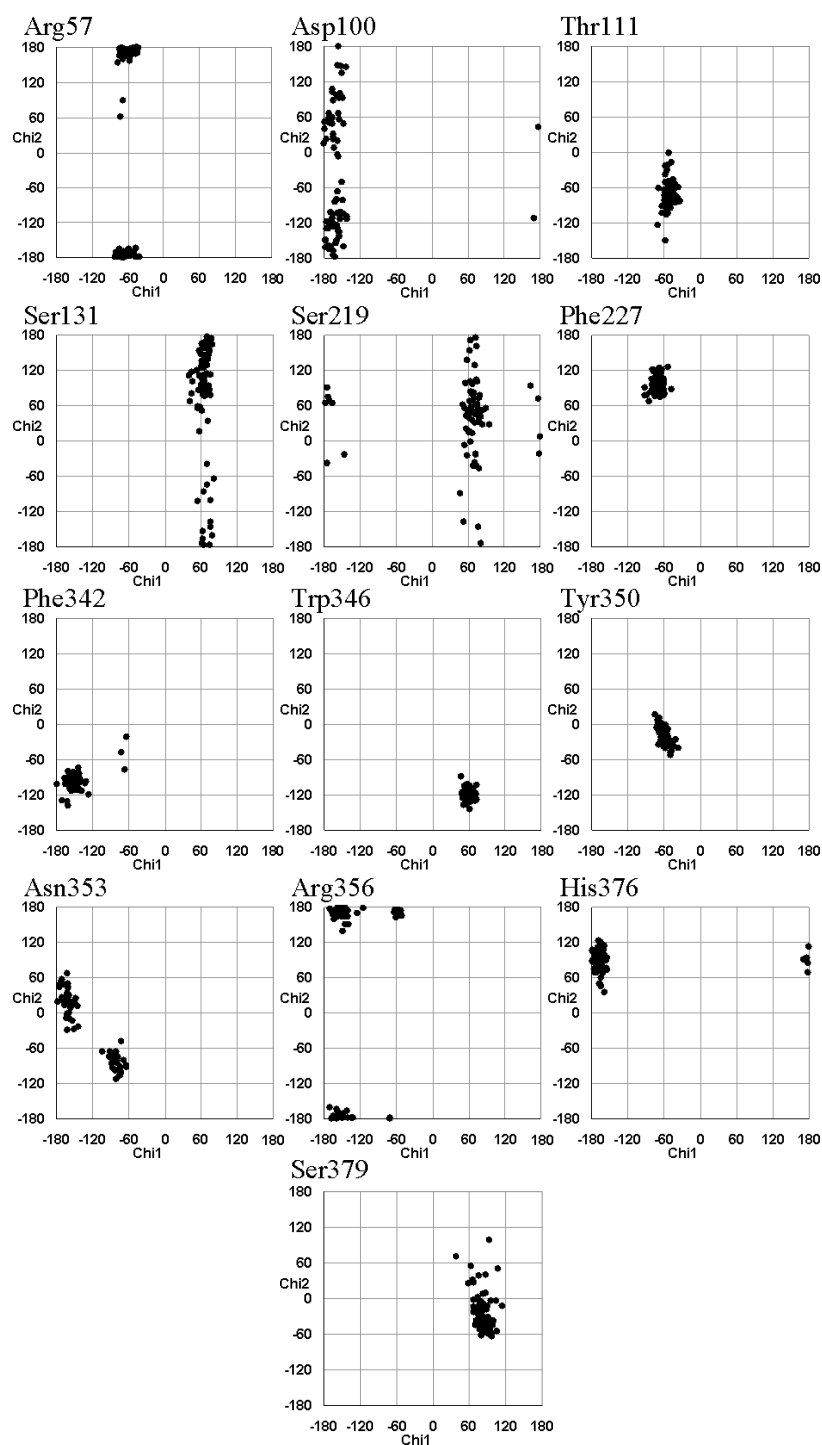 Arg57 Asp100 Thr111
180 180 180
120 120 120
60 60 60
Chi2 Chi2 Chi2
0 0 0
-60 -60 -60
-120 -120 -120
-180 -180 -180
-180 -120 -60 0 60 120 180 -180 -120 -60 0 60 120 180 -180 -120 -60 0 60 120 180
Chi1 Chi1 Chi1
Ser131 Ser219 Phe227
180 180 180
120 120 120
60 60 60
Chi2 Chi2 Chi2
0 0 0
-60 -60 -60
-120 -120 -120
-180 -180 -180
-180 -120 -60 0 60 120 180 -180 -120 -60 0 60 120 180 -180 -120 -60 0 60 120 180
Chi1 Chi1 Chi1
Phe342 Trp346 Tyr350
180 180 180
120 120 120
60 60 60
Chi2 Chi2 Chi2
0 0 0
-60 -60 -60
-120 -120 -120
-180 -180 -180
-180 -120 -60 0 60 120 180 -180 -120 -60 0 60 120 180 -180 -120 -60 0 60 120 180
Chi1 Chi1 Chi1
Asn353 Arg356 His376
180 180 180
120 120 120
60 60 60
Chi2 Chi2 Chi2
0 0 0
-60 -60 -60
-120 -120 -120
-180 -180 -180
-180 -120 -60 0 60 120 180 -180 -120 -60 0 60 120 180 -180 -120 -60 0 60 120 180
Chi1 Chi1 Chi1
Ser379
180
120
60
Chi2
0
-60
-120
-180
-180 -120 -60 0 60 120 180
Chi1